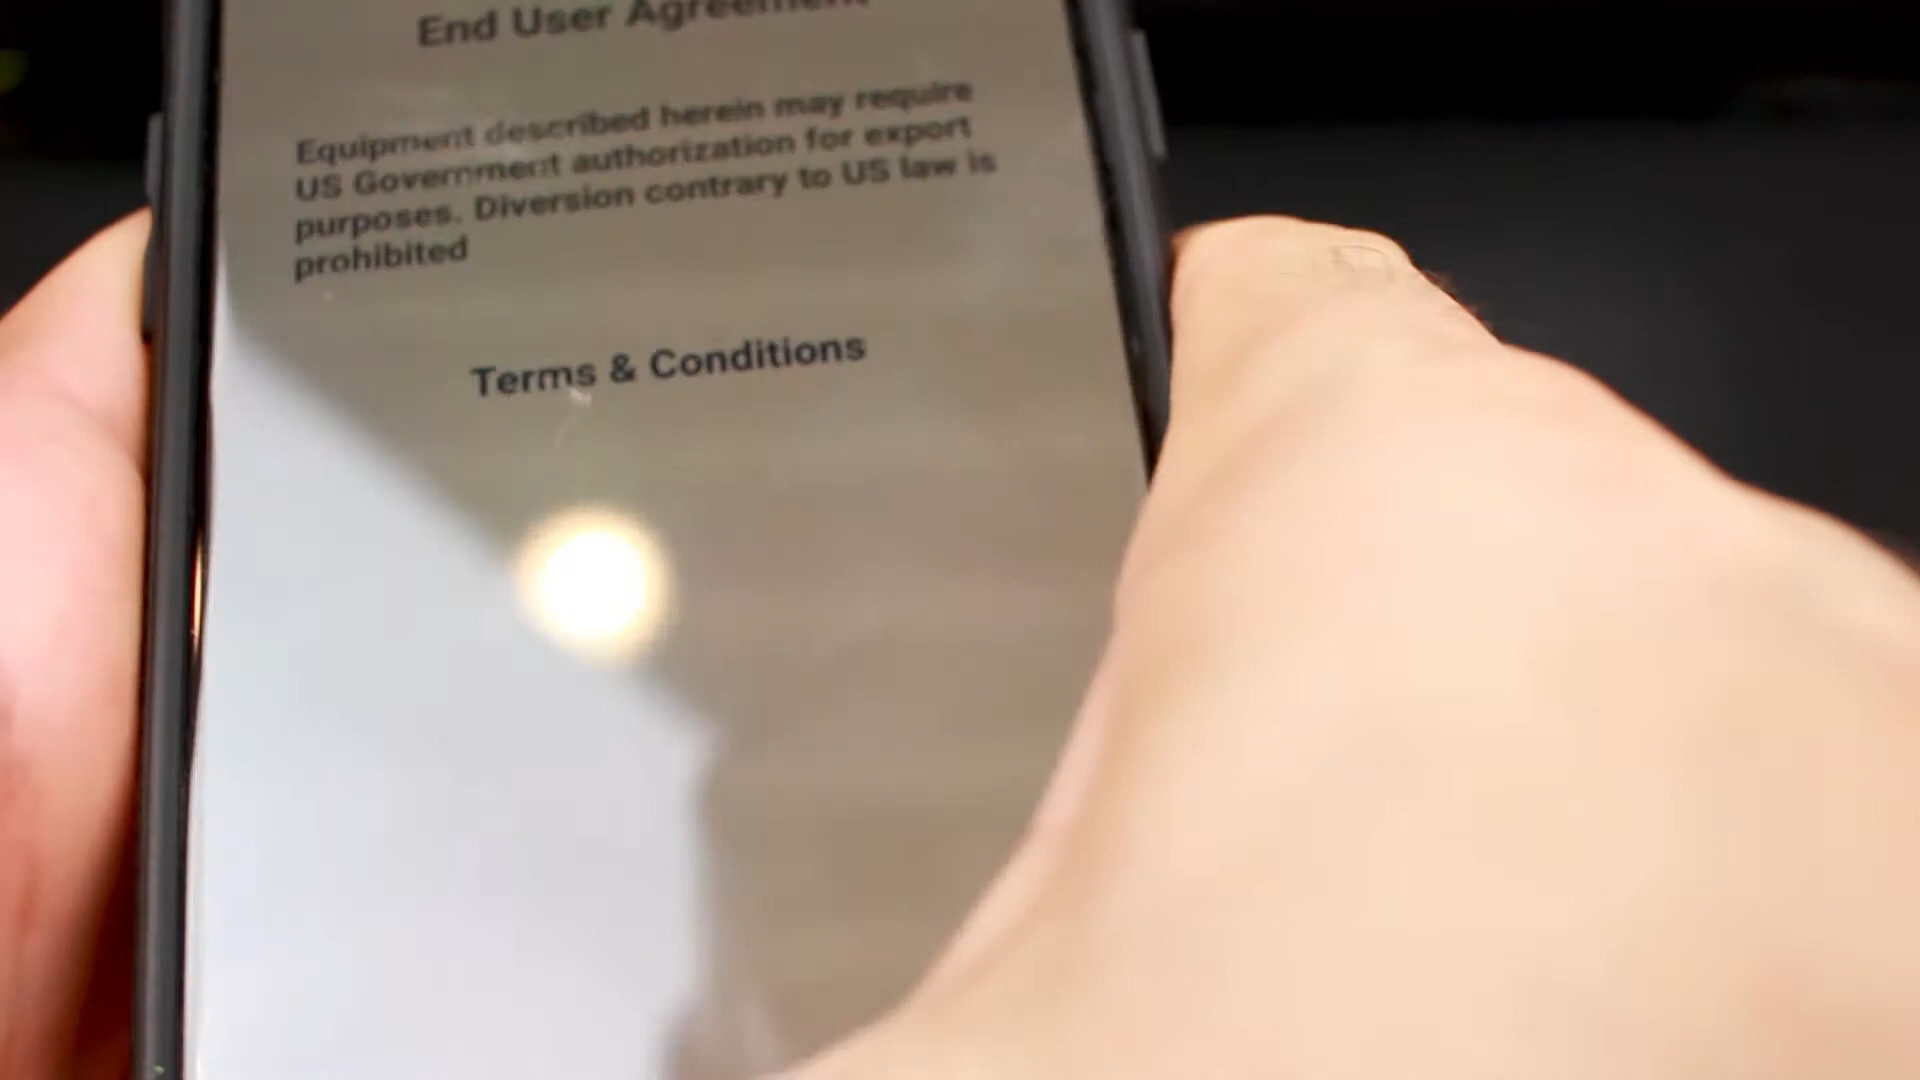 End User Agreement
Equipment described herein may require
US Government authorization for export
purposes. Diversion contrary to US law is
prohibited
Terms & Conditions